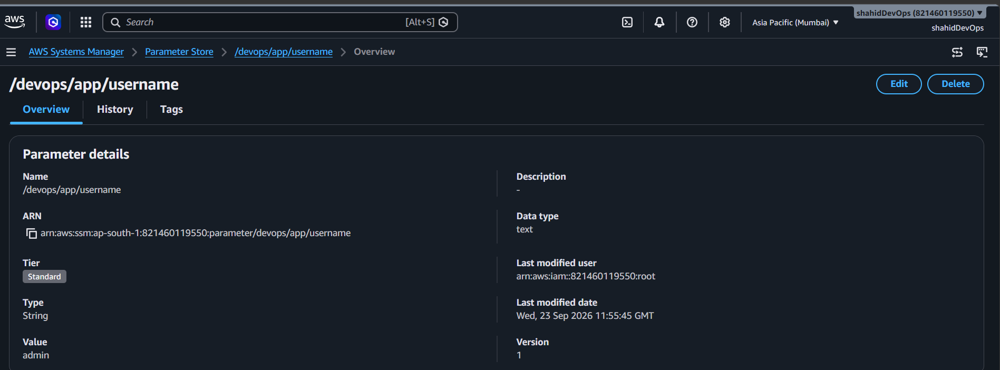 aws
Search
[Alt+S]
Asia Pacific (Mumbai)
shahidDevOps (821460119550)
shahidDevOps
AWS Systems Manager
Parameter Store
/devops/app/username
Overview
/devops/app/username
Edit
Delete
Overview
History
Tags
Parameter details
Name
/devops/app/username
Description
-
ARN
arn:aws:ssm:ap-south-1:821460119550:parameter/devops/app/username
Data type
text
Tier
Standard
Last modified user
arn:aws:iam::821460119550:root
Type
String
Last modified date
Wed, 23 Sep 2026 11:55:45 GMT
Value
admin
Version
1